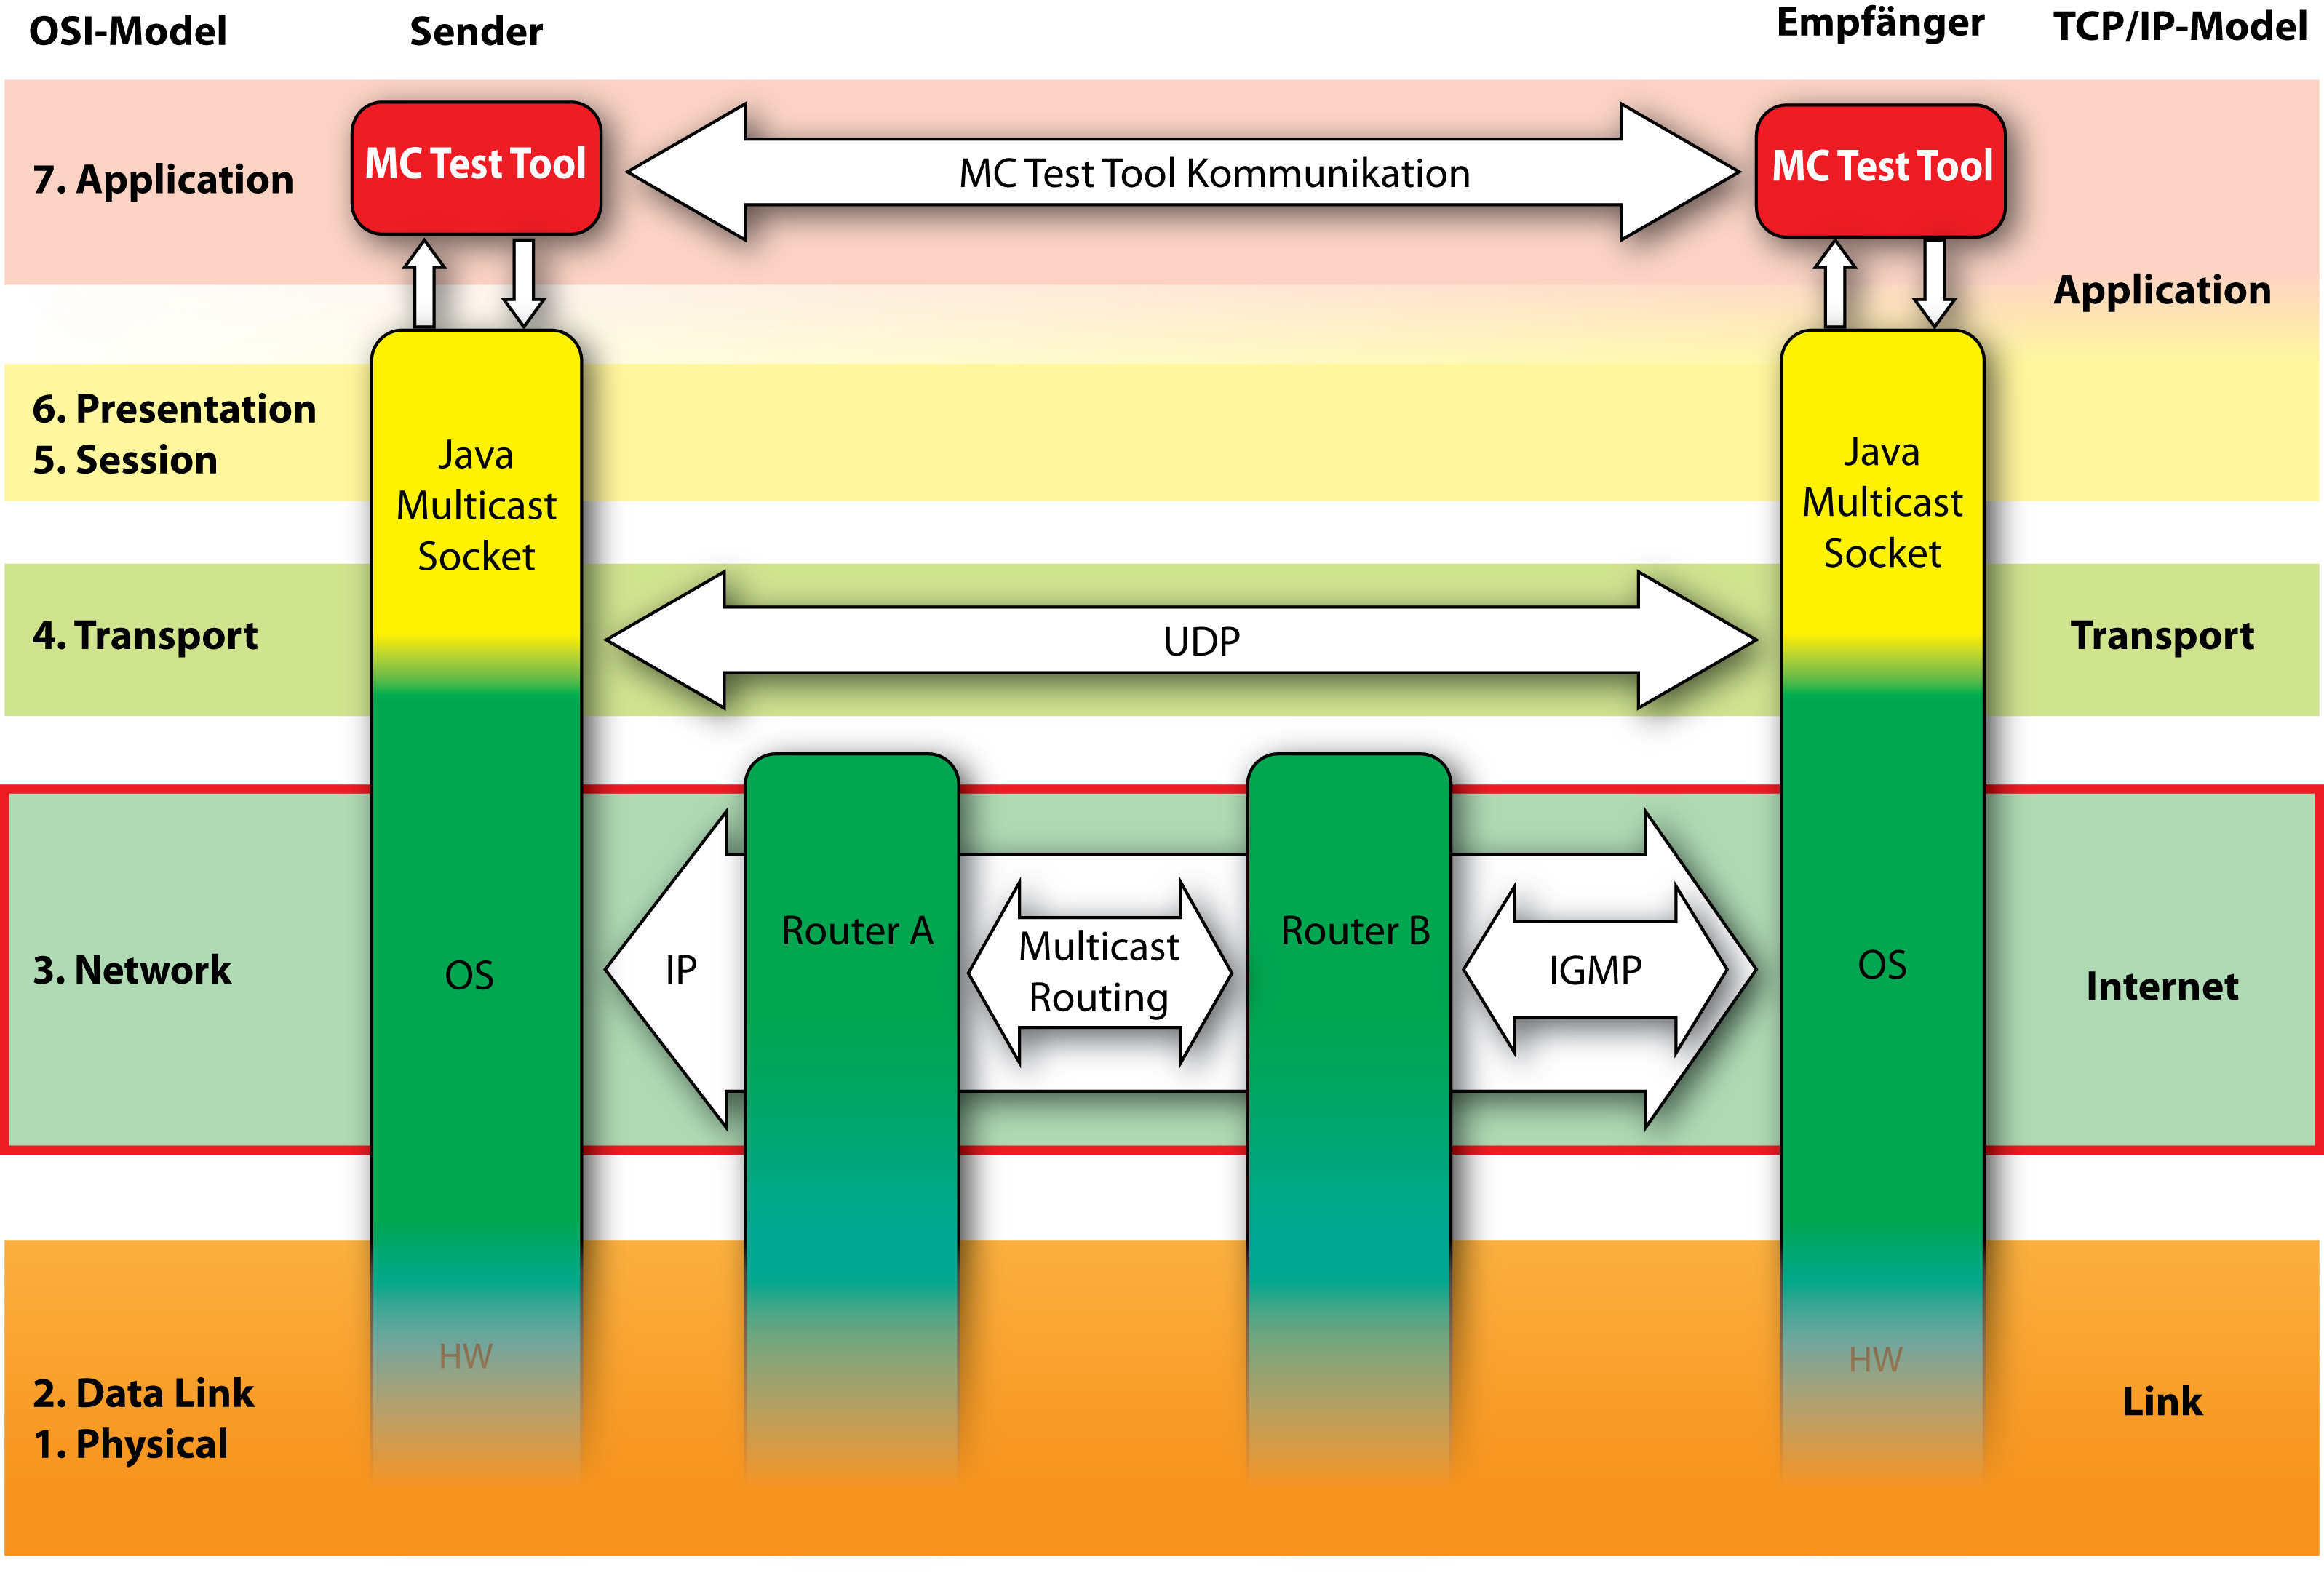 OSI-Model
Sender
Empfänger
TCP/IP-Model
7. Application
MC Test Tool
MC Test Tool Kommunikation
MC Test Tool
Application
6. Presentation
5. Session
Java
Multicast
Socket
Java
Multicast
Socket
4. Transport
UDP
Transport
3. Network
OS
IP
Router A
Multicast
Routing
Router B
IGMP
OS
Internet
2. Data Link
1. Physical
HW
HW
Link